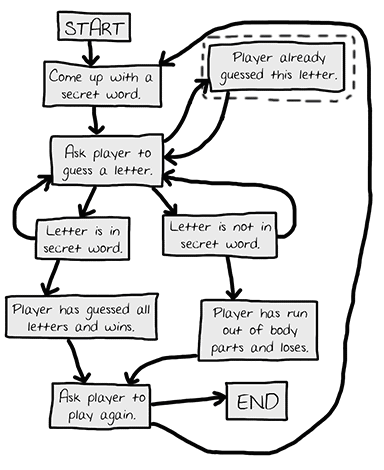 START
Come up with a
secret word.
Player already
guessed this letter.
Ask player to
guess a letter.
Letter is in
secret word.
Letter is not in
secret word.
Player has guessed all
letters and wins.
Player has run
out of body
parts and loses.
Ask player to
play again.
END